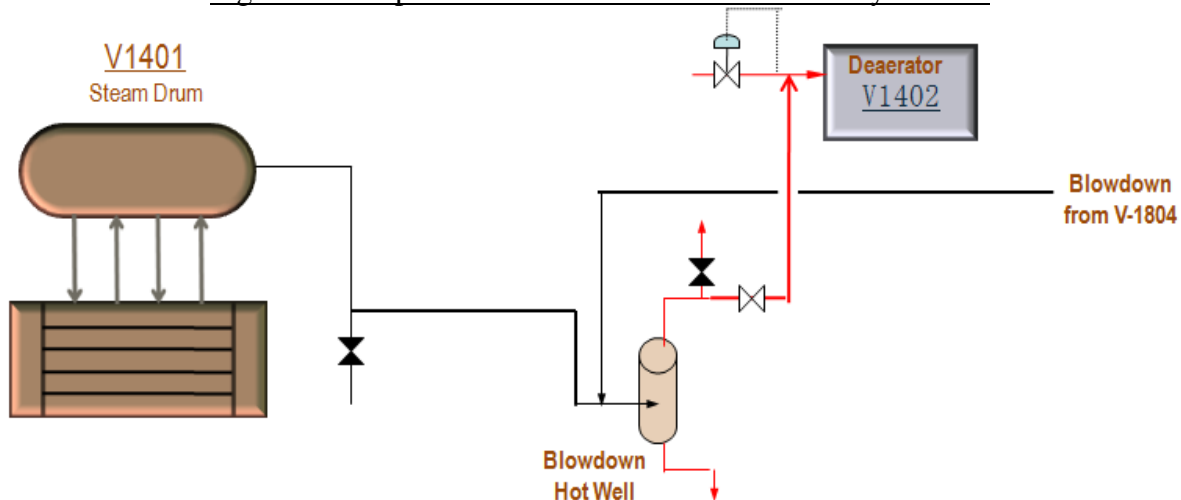 V1401
Steam Drum
Deaerator
V1402
Blowdown
from V-1804
Blowdown
Hot Well